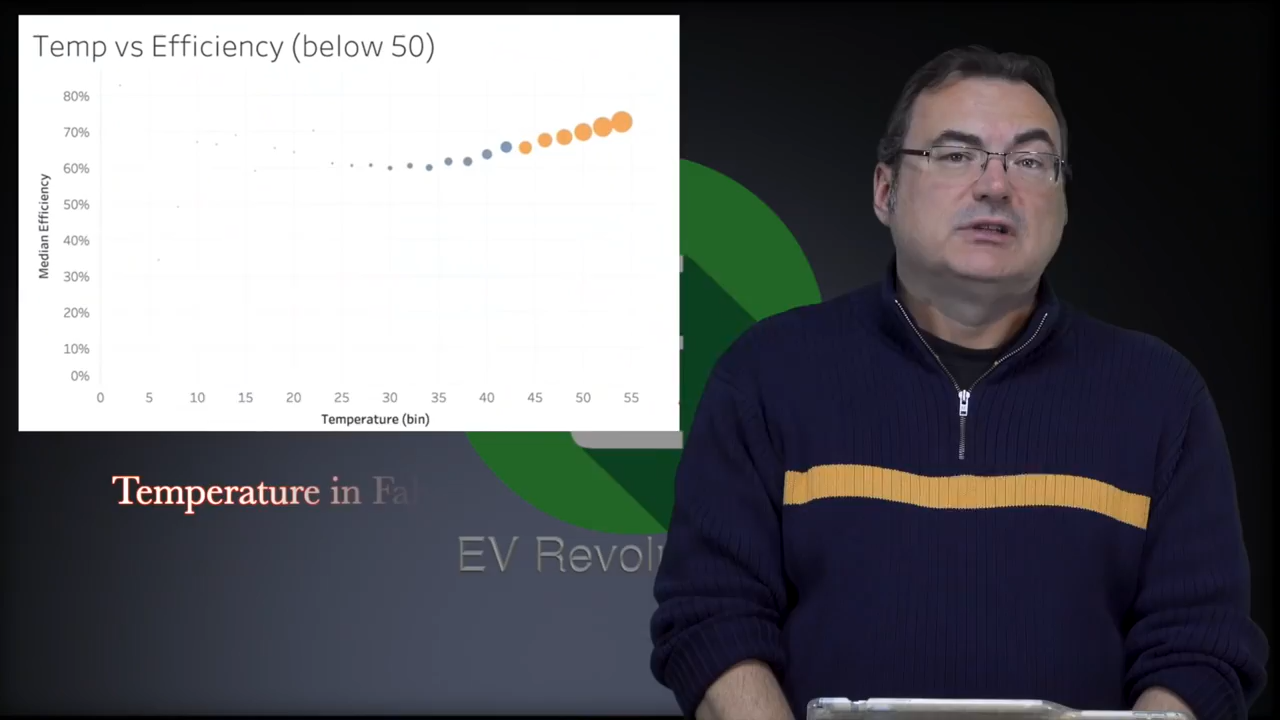 Temp vs Efficiency (below 50)
80%
70%
60%
50%
40%
30%
20%
10%
0%
Median Efficiency
0 5 10 15 20 25 30 35 40 45 50 55
Temperature (bin)
Temperature in Fa
EV Revol